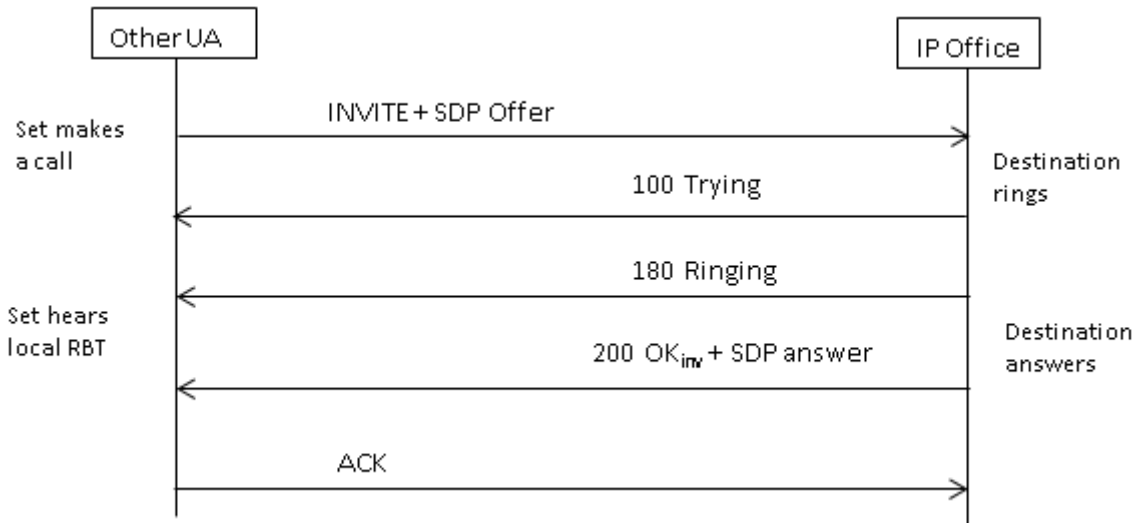 Other UA
IP Office
INVITE + SDP Offer
Set makes
a call
Destination
rings
100 Trying
180 Ringing
Set hears
local RBT
Destination
answers
200 OKinv + SDP answer
ACK